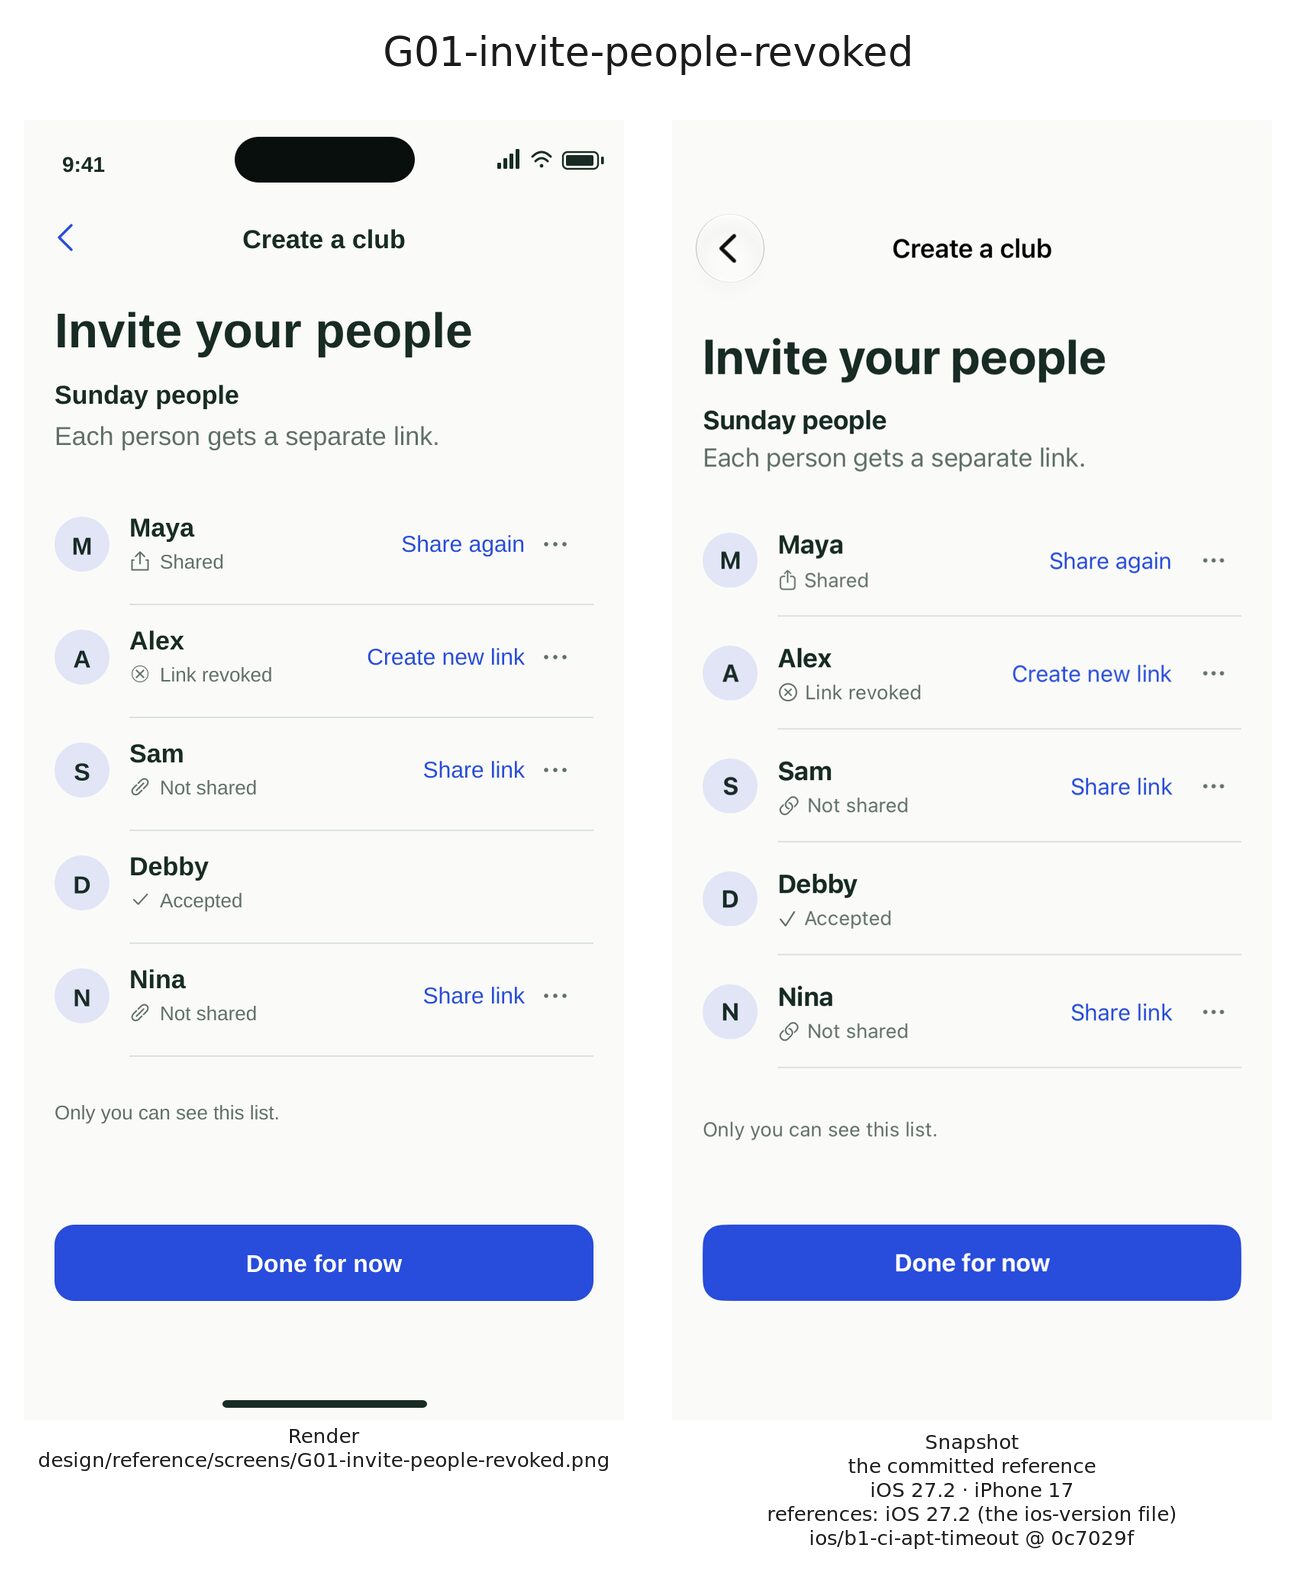 G01-invite-people-revoked
9:41
Create a club
Invite your people
Sunday people
Each person gets a separate link.
M
Maya
Shared
Share again
A
Alex
Link revoked
Create new link
S
Sam
Not shared
Share link
D
Debby
Accepted
N
Nina
Not shared
Share link
Only you can see this list.
Done for now
Render
design/reference/screens/G01-invite-people-revoked.png
Create a club
Invite your people
Sunday people
Each person gets a separate link.
M
Maya
Shared
Share again
A
Alex
Link revoked
Create new link
S
Sam
Not shared
Share link
D
Debby
Accepted
N
Nina
Not shared
Share link
Only you can see this list.
Done for now
Snapshot
the committed reference
iOS 27.2 · iPhone 17
references: iOS 27.2 (the ios-version file)
ios/b1-ci-apt-timeout @ 0c7029f